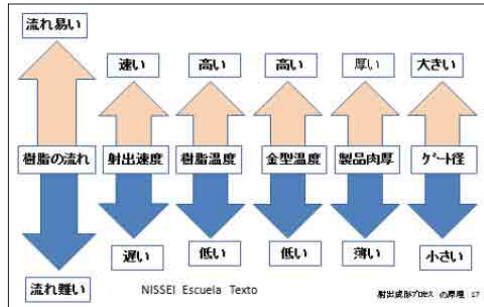 流れ易い
速い 高い 高い 厚い 大きい
樹脂の流れ 射出速度 樹脂温度 金型温度 製品肉厚 ｹﾞｰﾄ径
遅い 低い 低い 薄い 小さい
流れ難い
NISSEI Escuela Texto
射出成形ﾌﾟﾛｾｽ の原理 17